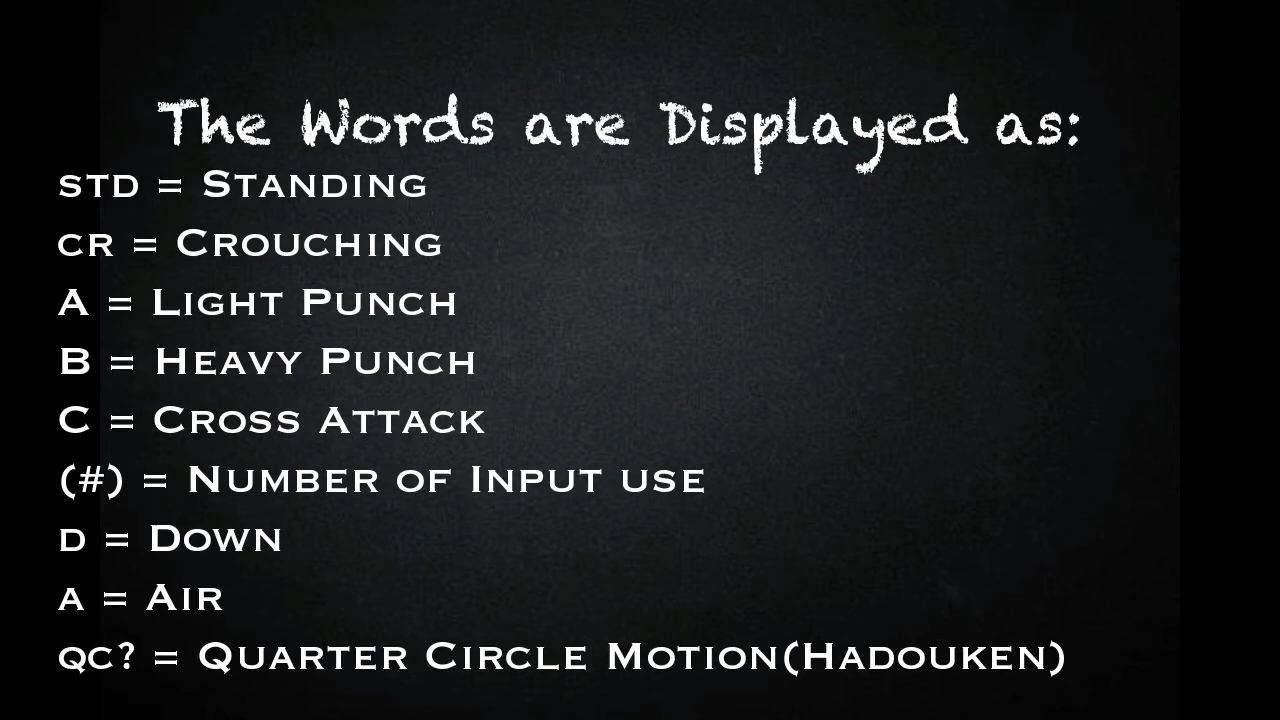 The Words are Displayed as:
std = Standing
cr = Crouching
A = Light Punch
B = Heavy Punch
C = Cross Attack
(#) = Number of Input use
d = Down
a = Air
qc? = Quarter Circle Motion(Hadouken)